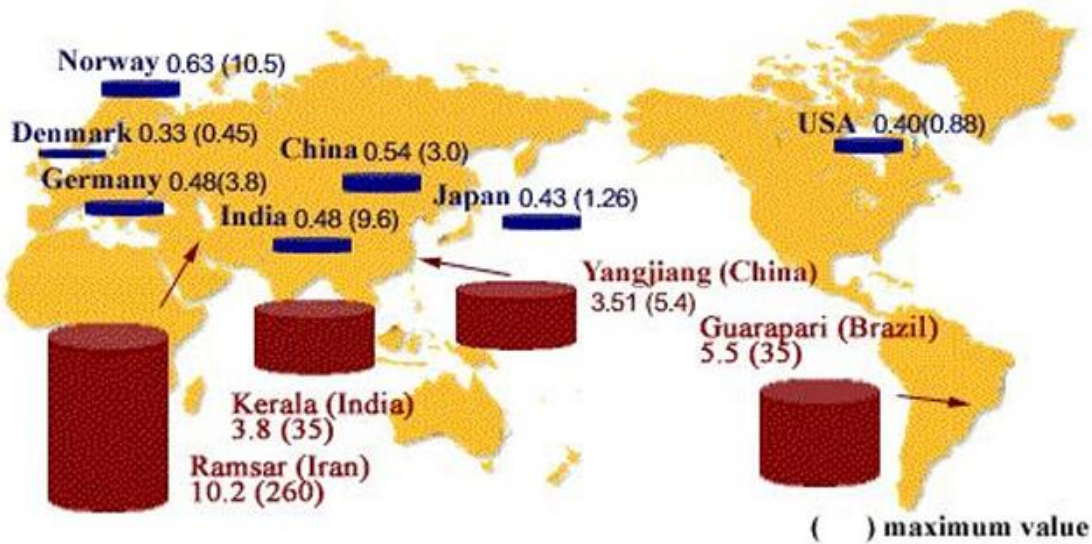 Norway 0.63 (10.5)
Denmark 0.33 (0.45)
USA 0.40(0.88)
China 0.54 (3.0)
Germany 0.48(3.8)
Japan 0.43 (1.26)
India 0.48 (9.6)
Yangjiang (China)
3.51 (5.4)
Guarapari (Brazil)
5.5 (35)
Kerala (India)
3.8 (35)
Ramsar (Iran)
10.2 (260)
( ) maximum value